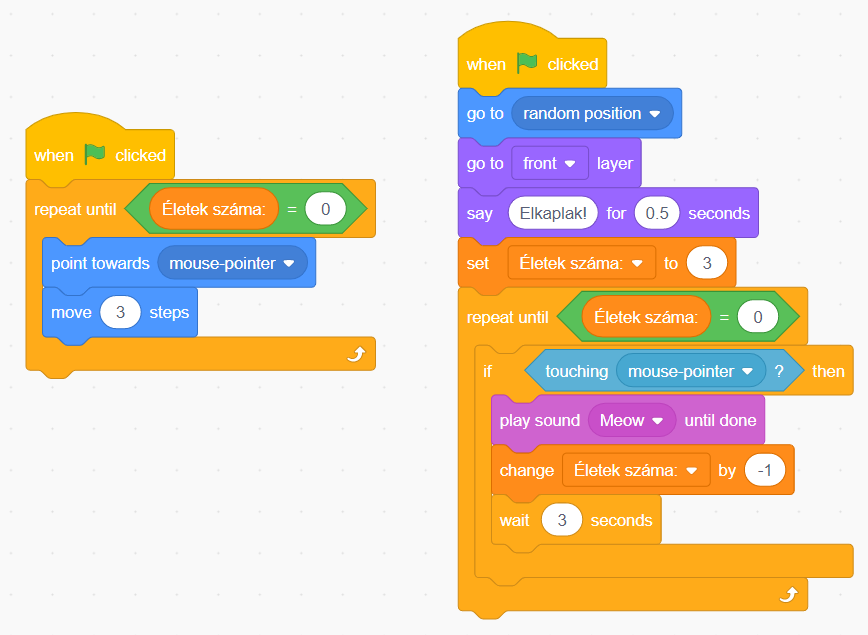 when clicked
repeat until Életek száma: = 0
point towards mouse-pointer
move 3 steps
when clicked
go to random position
go to front layer
say Elkaplak! for 0.5 seconds
set Életek száma: to 3
repeat until Életek száma: = 0
if touching mouse-pointer ? then
play sound Meow until done
change Életek száma: by -1
wait 3 seconds